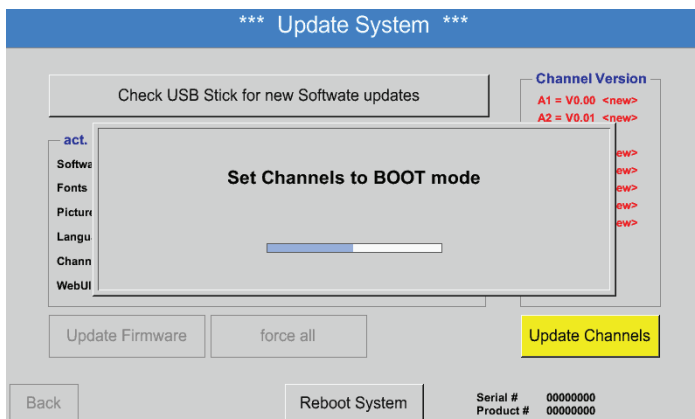 *** Update System ***
Check USB Stick for new Softwate updates
Channel Version
A1 = V0.00 <new>
A2 = V0.01 <new>
act.
Softwa
ew>
ew>
Fonts
ew>
Set Channels to BOOT mode
Picture
ew>
Langu
ew>
Chann
WebUI
Update Firmware
force all
Update Channels
Back
Reboot System
Serial # 00000000
Product # 00000000